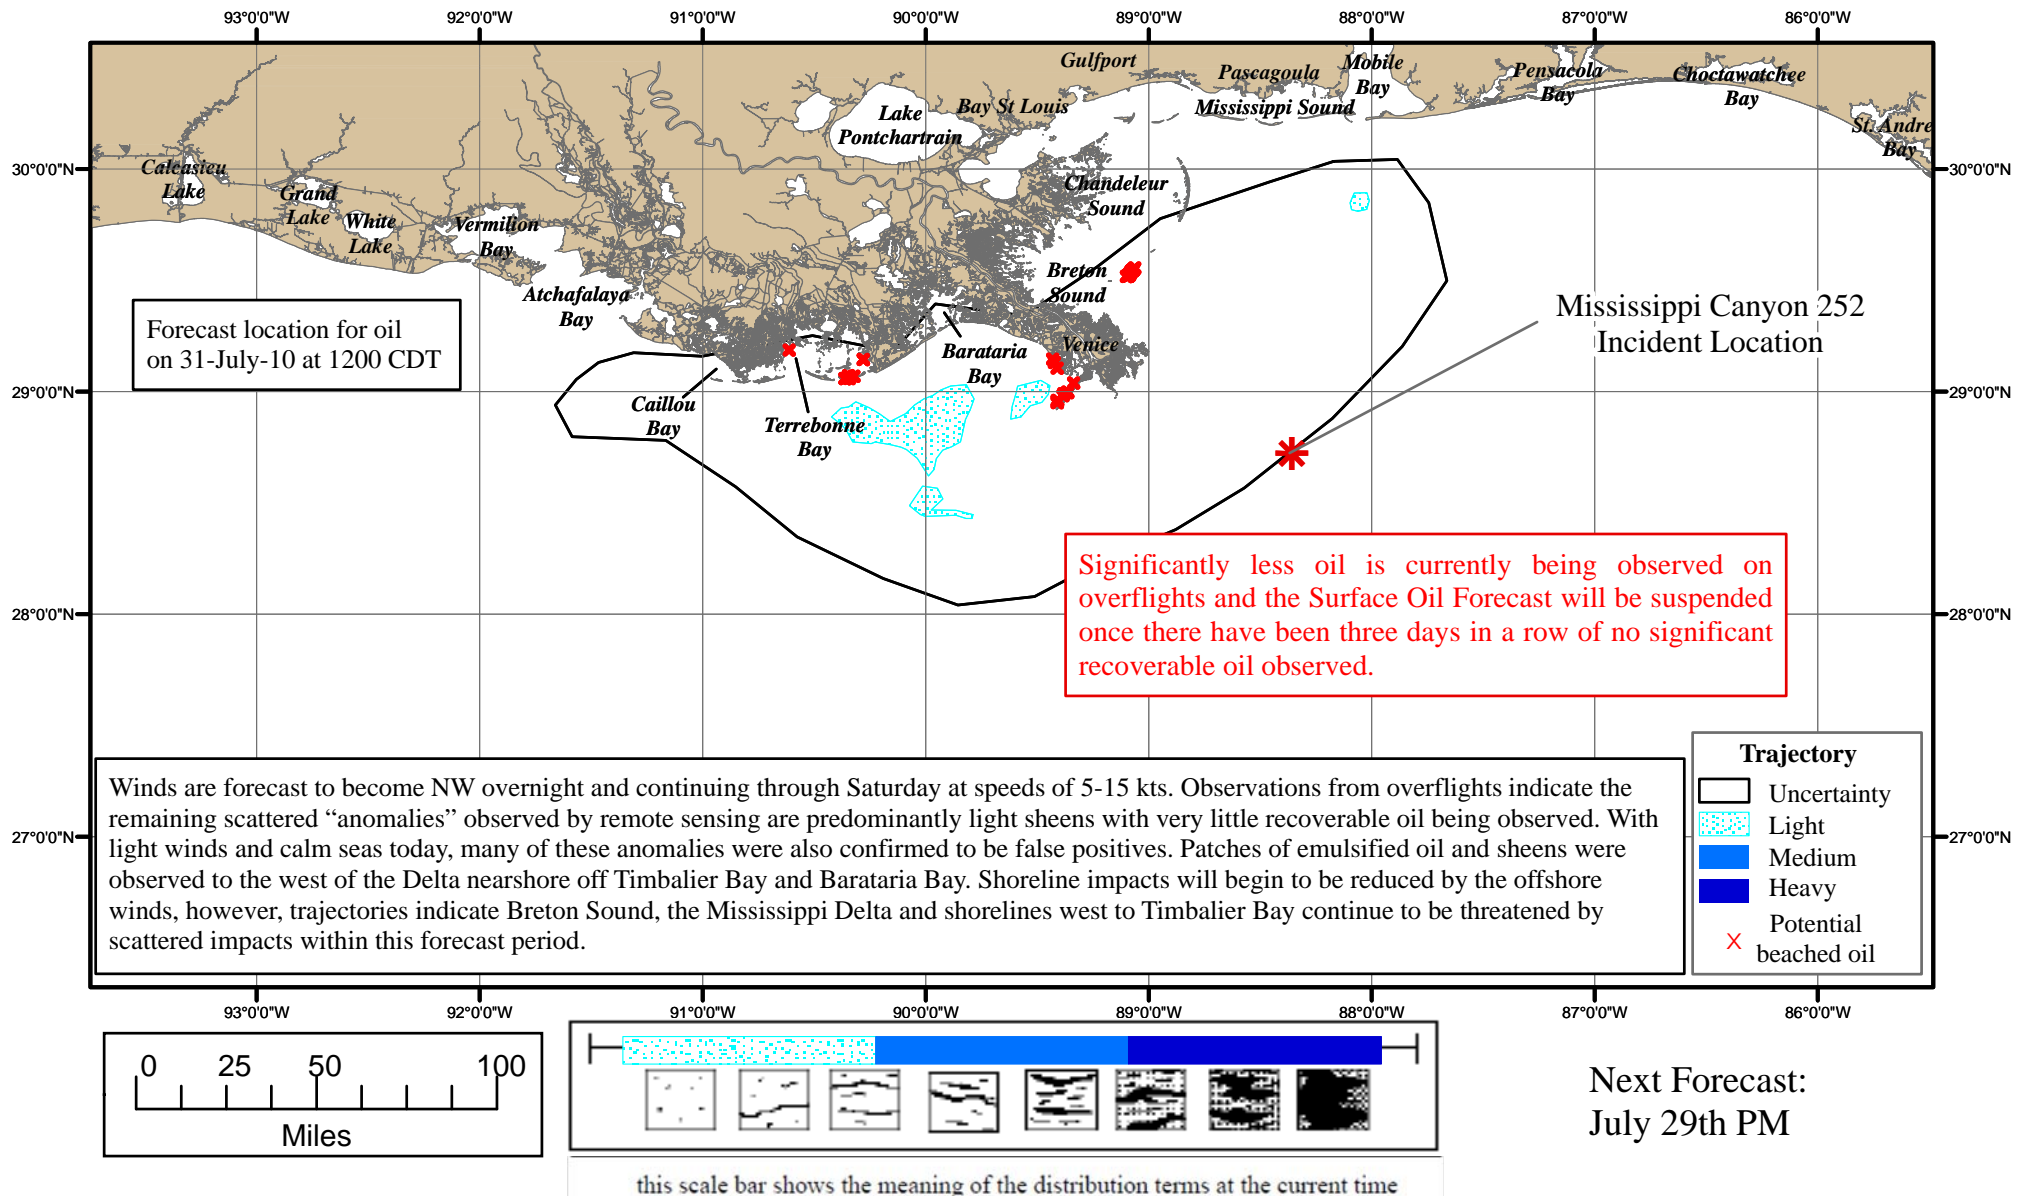 93°0'0"W
92°0'0"W
91°0'0"W
90°0'0"W
89°0'0"W
88°0'0"W
87°0'0"W
86°0'0"W
Gulfport
Pascagoula
Mobile
Bay
Pensacola
Bay
Choctawatchee
Bay
St. Andre
Bay
Mississippi Sound
Bay St Louis
Lake
Pontchartrain
30°0'0"N
30°0'0"N
Calcasieu
Lake
Grand
Lake
White
Lake
Vermilion
Bay
Chandeleur
Sound
Breton
Sound
Atchafalaya
Bay
Forecast location for oil
on 31-July-10 at 1200 CDT
Mississippi Canyon 252
Incident Location
Barataria
Bay
Venice
29°0'0"N
29°0'0"N
Caillou
Bay
Terrebonne
Bay
Significantly less oil is currently being observed on
overflights and the Surface Oil Forecast will be suspended
once there have been three days in a row of no significant
recoverable oil observed.
28°0'0"N
28°0'0"N
Winds are forecast to become NW overnight and continuing through Saturday at speeds of 5-15 kts. Observations from overflights indicate the
remaining scattered “anomalies” observed by remote sensing are predominantly light sheens with very little recoverable oil being observed. With
light winds and calm seas today, many of these anomalies were also confirmed to be false positives. Patches of emulsified oil and sheens were
observed to the west of the Delta nearshore off Timbalier Bay and Barataria Bay. Shoreline impacts will begin to be reduced by the offshore
winds, however, trajectories indicate Breton Sound, the Mississippi Delta and shorelines west to Timbalier Bay continue to be threatened by
scattered impacts within this forecast period.
27°0'0"N
27°0'0"N
Trajectory
Uncertainty
Light
Medium
Heavy
Potential
beached oil
93°0'0"W
92°0'0"W
91°0'0"W
90°0'0"W
89°0'0"W
88°0'0"W
87°0'0"W
86°0'0"W
0 25 50 100
Miles
this scale bar shows the meaning of the distribution terms at the current time
Next Forecast:
July 29th PM